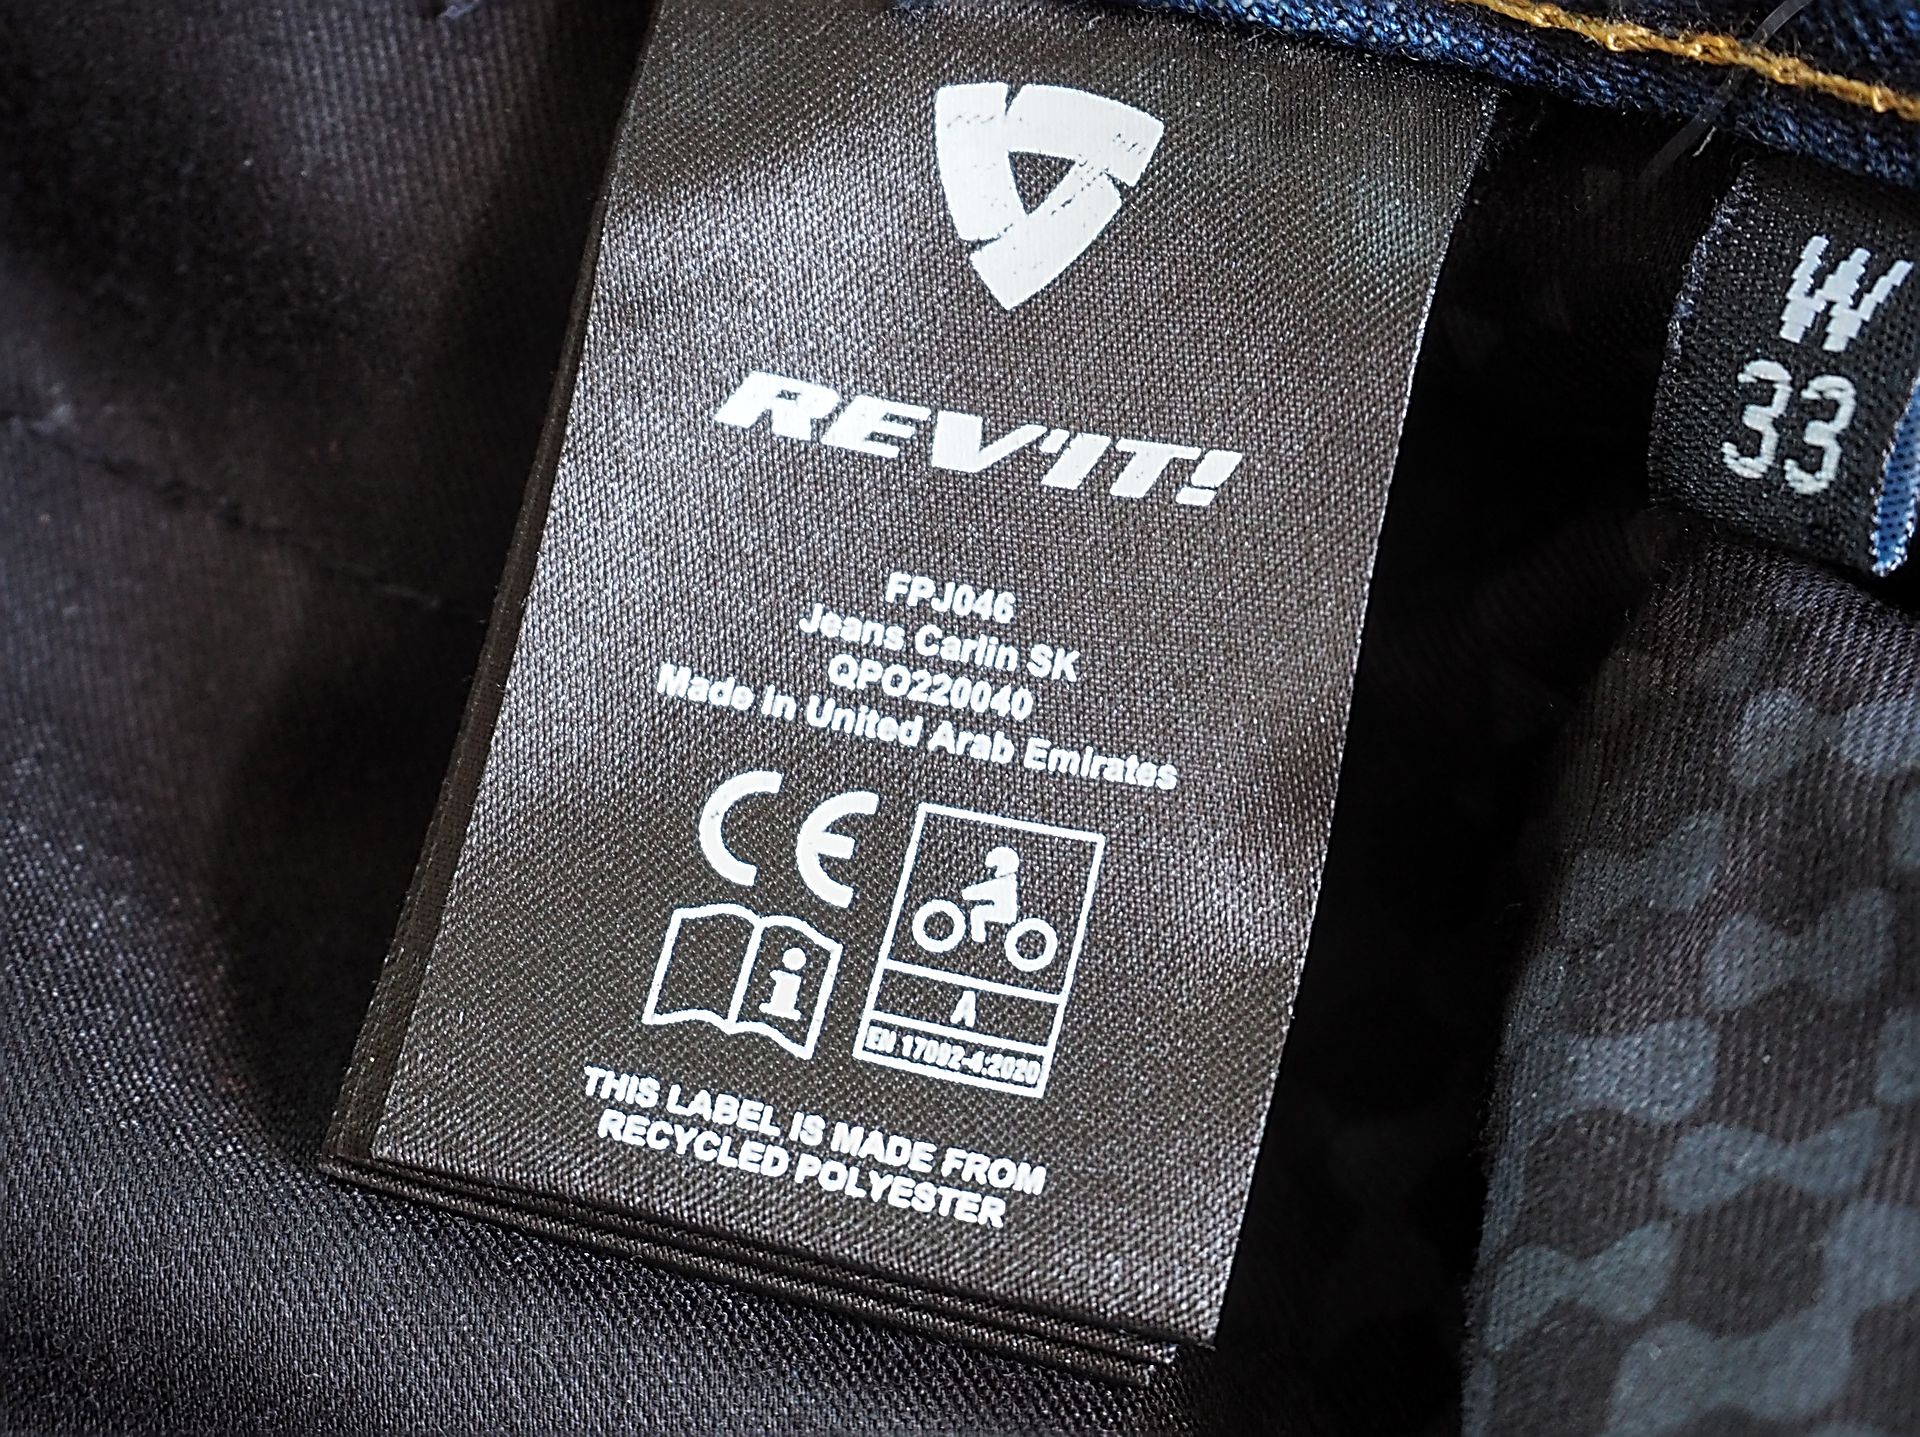 REV'IT!
FPJ046
Jeans Carlin SK
QPO220040
Made in United Arab Emirates
CE
i
A
EN 17092-4:2020
THIS LABEL IS MADE FROM
RECYCLED POLYESTER
W
33